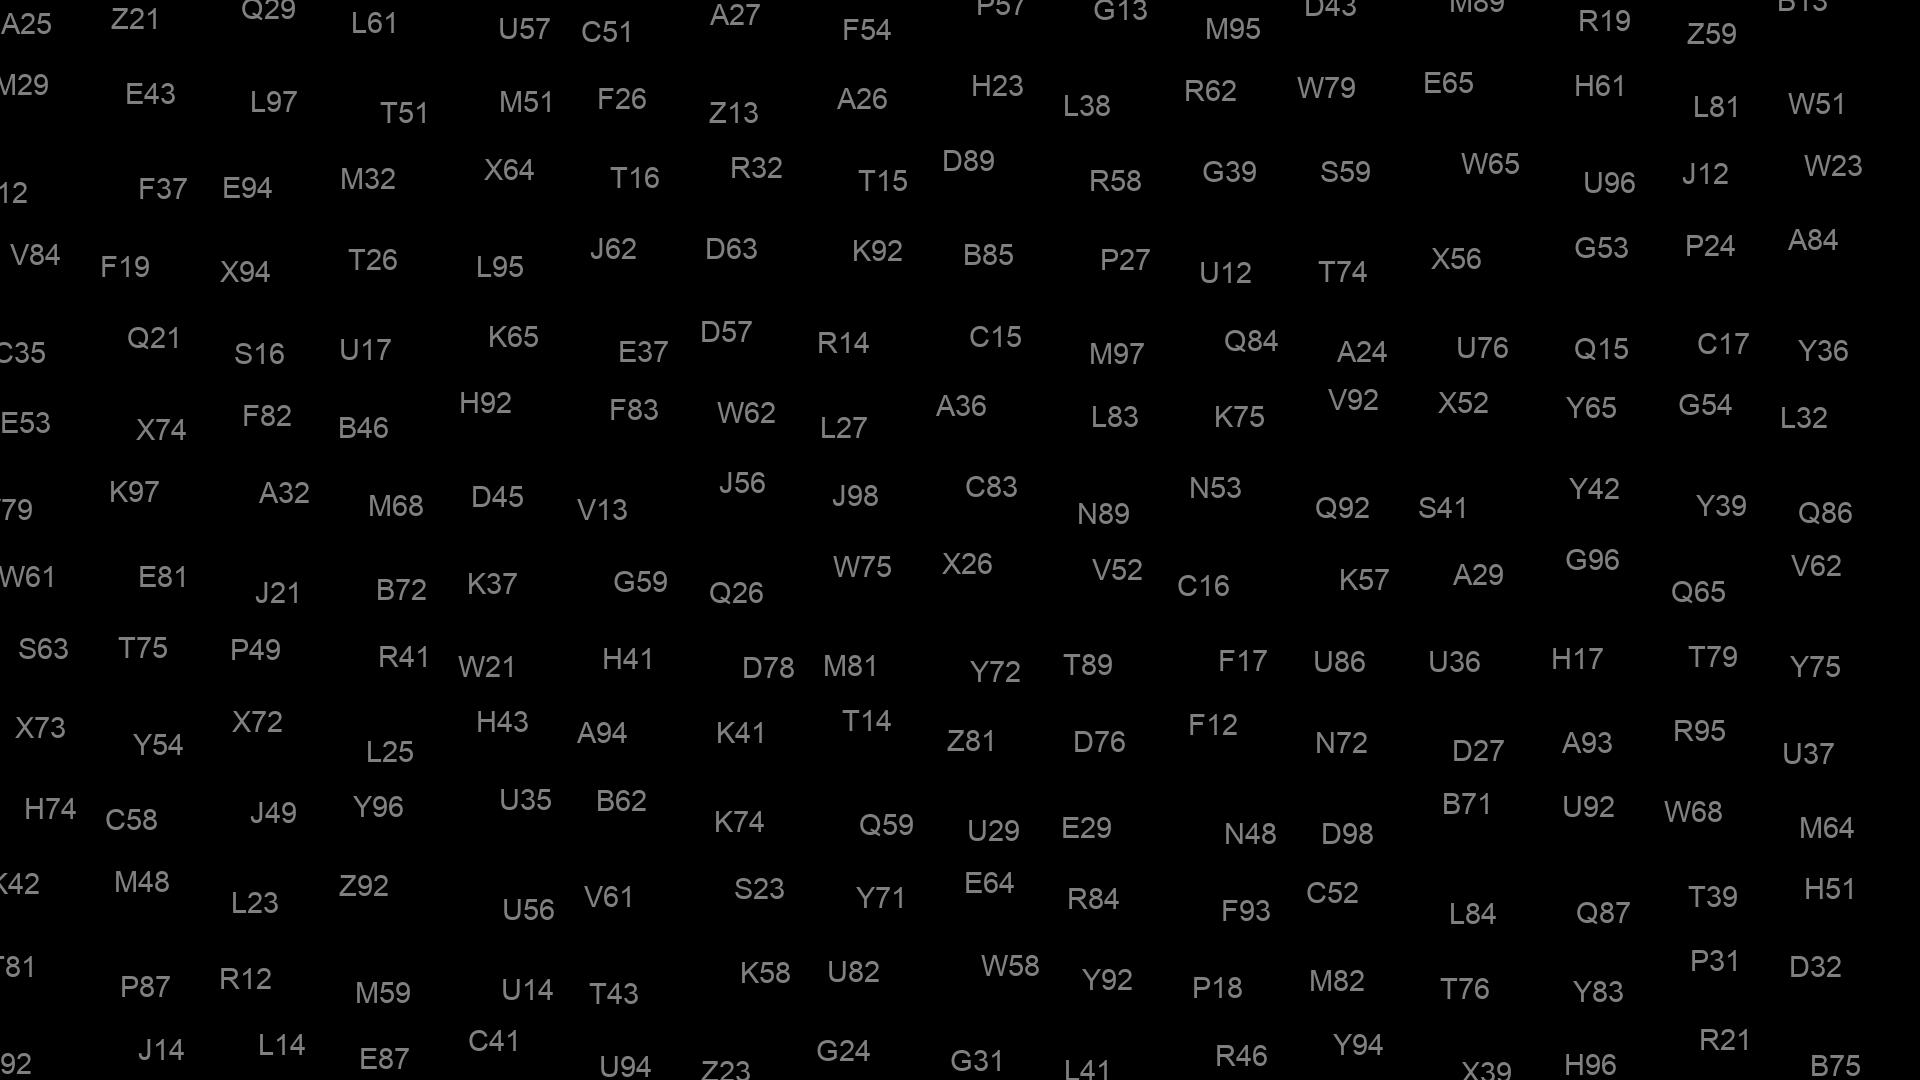 A25 Z21 Q29 L61 U57 C51 A27 F54 P57 G13 M95 D43 M89 R19 Z59 B13
M29 E43 L97 T51 M51 F26 Z13 A26 H23 L38 R62 W79 E65 H61 L81 W51
12 F37 E94 M32 X64 T16 R32 T15 D89 R58 G39 S59 W65 U96 J12 W23
V84 F19 X94 T26 L95 J62 D63 K92 B85 P27 U12 T74 X56 G53 P24 A84
C35 Q21 S16 U17 K65 E37 D57 R14 C15 M97 Q84 A24 U76 Q15 C17 Y36
E53 X74 F82 B46 H92 F83 W62 L27 A36 L83 K75 V92 X52 Y65 G54 L32
79 K97 A32 M68 D45 V13 J56 J98 C83 N89 N53 Q92 S41 Y42 Y39 Q86
W61 E81 J21 B72 K37 G59 Q26 W75 X26 V52 C16 K57 A29 G96 Q65 V62
S63 T75 P49 R41 W21 H41 D78 M81 Y72 T89 F17 U86 U36 H17 T79 Y75
X73 Y54 X72 L25 H43 A94 K41 T14 Z81 D76 F12 N72 D27 A93 R95 U37
H74 C58 J49 Y96 U35 B62 K74 Q59 U29 E29 N48 D98 B71 U92 W68 M64
K42 M48 L23 Z92 U56 V61 S23 Y71 E64 R84 F93 C52 L84 Q87 T39 H51
T81 P87 R12 M59 U14 T43 K58 U82 W58 Y92 P18 M82 T76 Y83 P31 D32
92 J14 L14 E87 C41 U94 Z23 G24 G31 L41 R46 Y94 X39 H96 R21 B75